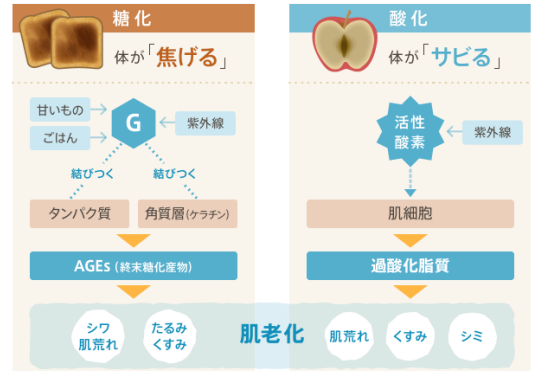 糖化
体が「焦げる」
甘いもの
ごはん
G
紫外線
結びつく
結びつく
タンパク質
角質層(ケラチン)
AGEs(終末糖化産物)
シワ
肌荒れ
たるみ
くすみ
酸化
体が「サビる」
活性
酸素
紫外線
肌細胞
過酸化脂質
肌老化
肌荒れ
くすみ
シミ